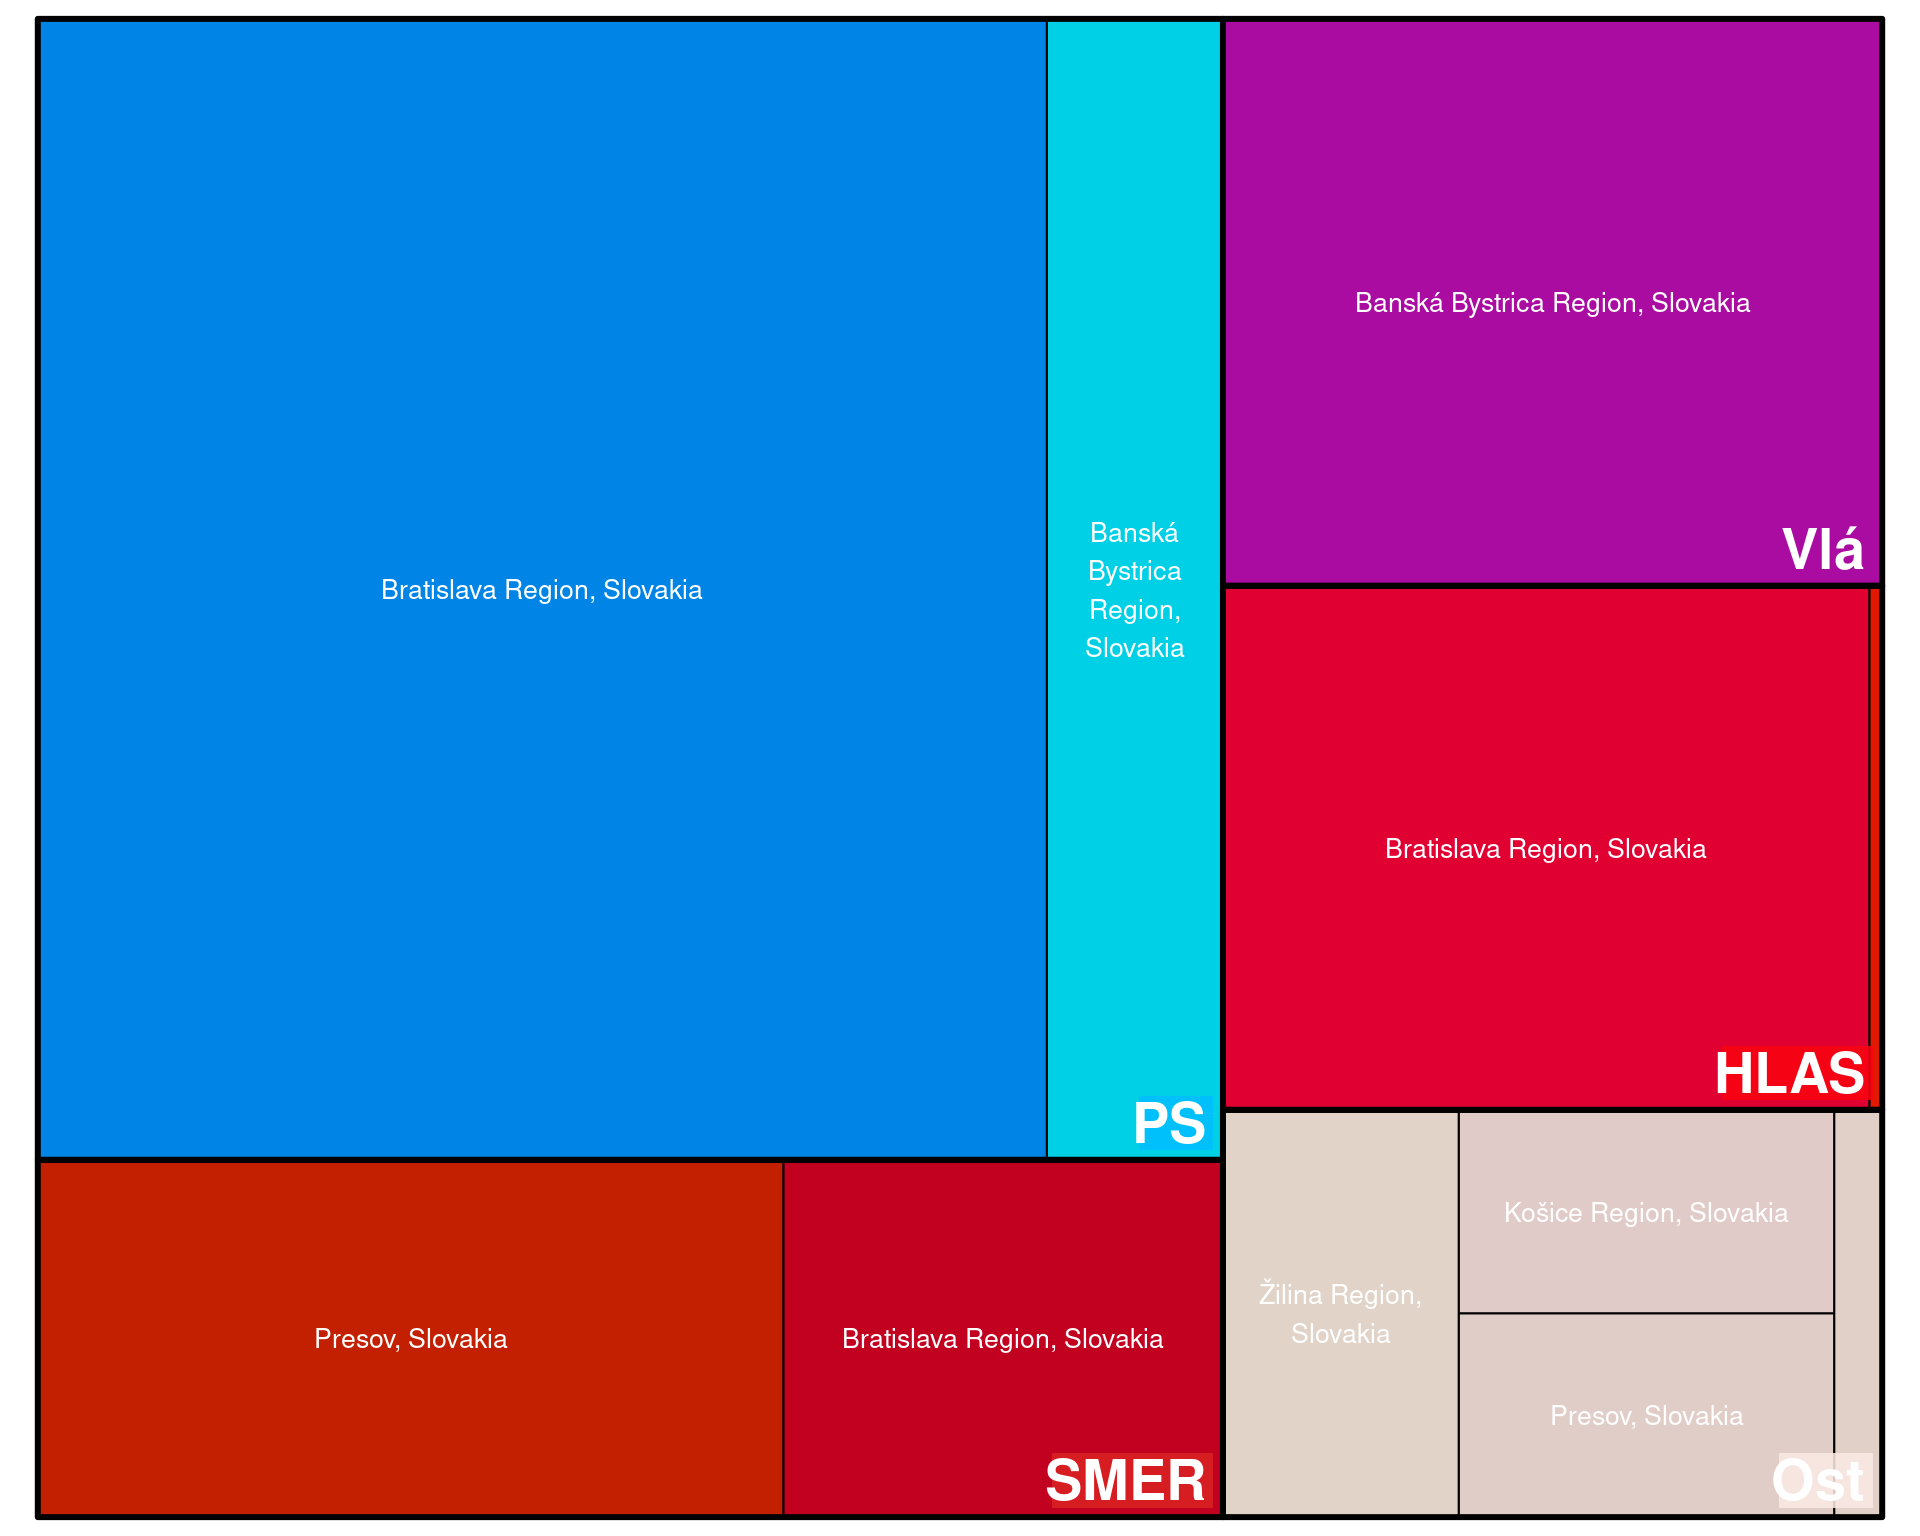 Bratislava Region, Slovakia
Banská
Bystrica
Region,
Slovakia
PS
Banská Bystrica Region, Slovakia
Vlá
Bratislava Region, Slovakia
HLAS
Presov, Slovakia
Bratislava Region, Slovakia
SMER
Žilina Region,
Slovakia
Košice Region, Slovakia
Presov, Slovakia
Ost